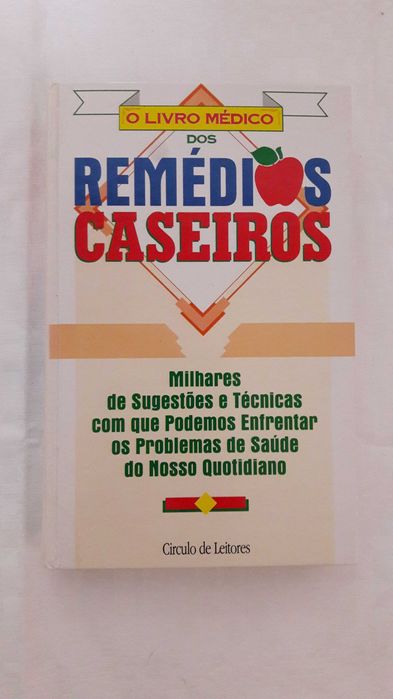 O LIVRO MÉDICO
DOS
REMÉDIOS
CASEIROS
Milhares
de Sugestões e Técnicas
com que Podemos Enfrentar
os Problemas de Saúde
do Nosso Quotidiano
Círculo de Leitores